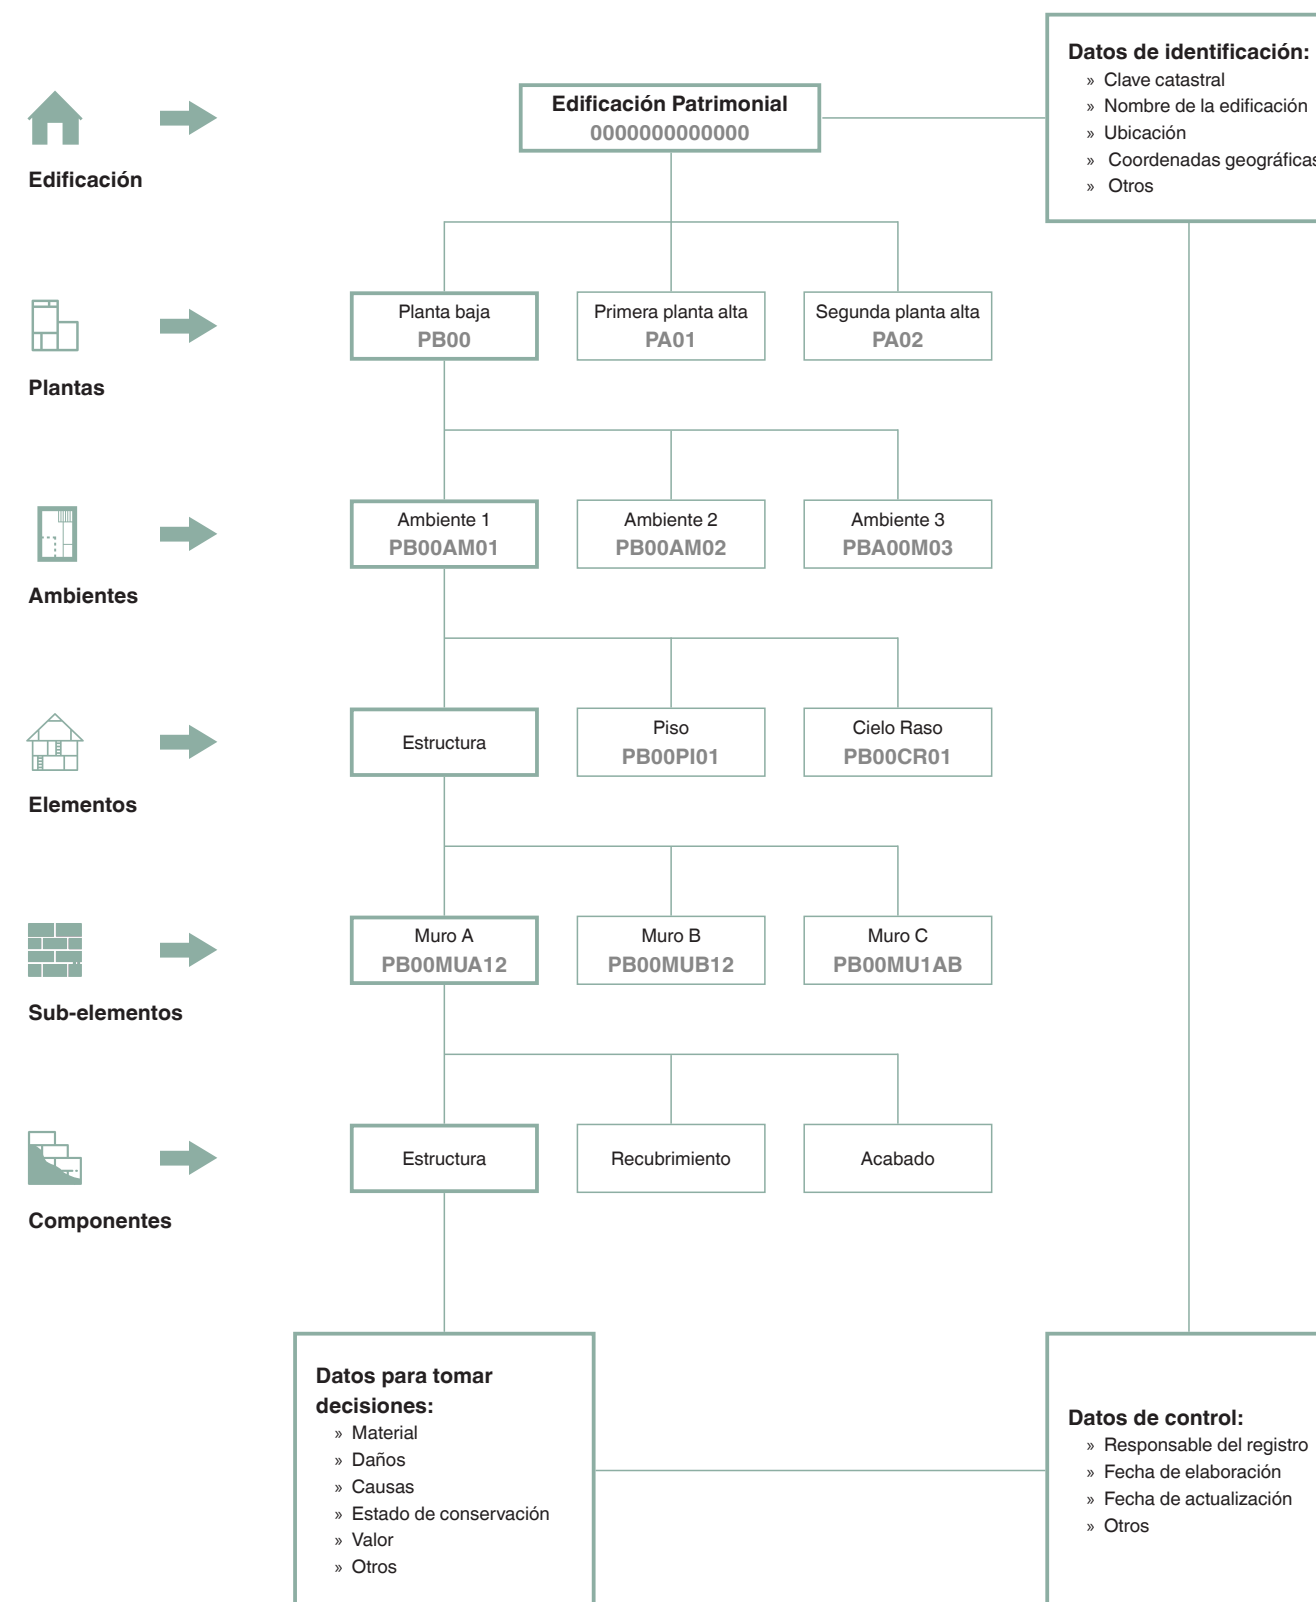 Datos de identificación:
» Clave catastral
» Nombre de la edificación
» Ubicación
» Coordenadas geográficas
» Otros
Edificación
Edificación Patrimonial
0000000000000
Plantas
Planta baja
PB00
Primera planta alta
PA01
Segunda planta alta
PA02
Ambientes
Ambiente 1
PB00AM01
Ambiente 2
PB00AM02
Ambiente 3
PBA00M03
Elementos
Estructura
Piso
PB00PI01
Cielo Raso
PB00CR01
Sub-elementos
Muro A
PB00MUA12
Muro B
PB00MUB12
Muro C
PB00MU1AB
Componentes
Estructura
Recubrimiento
Acabado
Datos para tomar
decisiones:
» Material
» Daños
» Causas
» Estado de conservación
» Valor
» Otros
Datos de control:
» Responsable del registro
» Fecha de elaboración
» Fecha de actualización
» Otros